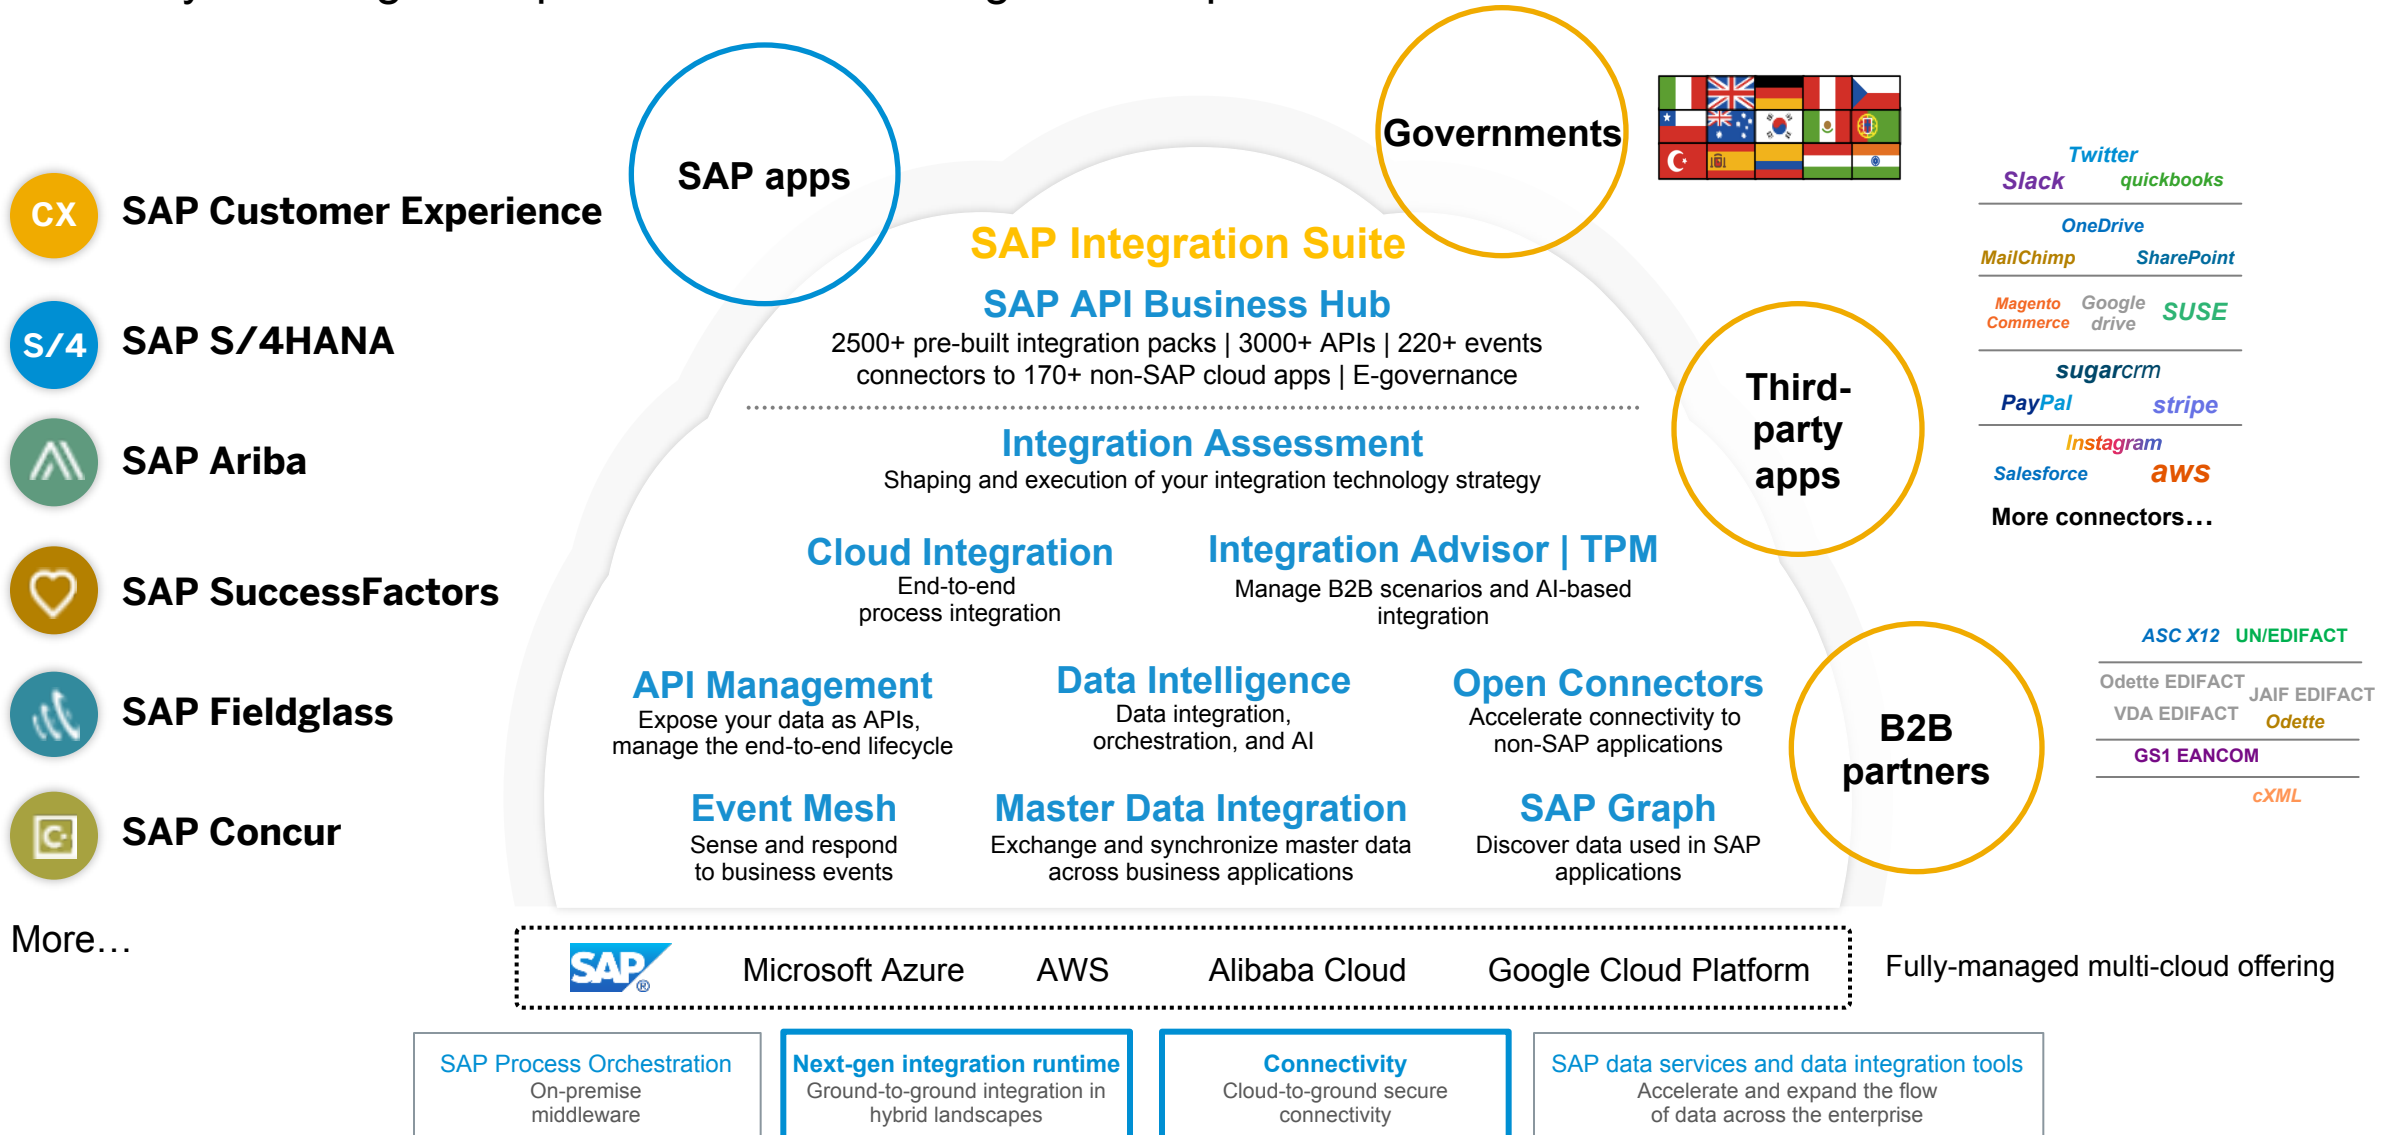 SAP apps
Governments
CX
SAP Customer Experience
S/4
SAP S/4HANA
SAP Ariba
SAP SuccessFactors
SAP Fieldglass
C
SAP Concur
More…
SAP Integration Suite
SAP API Business Hub
2500+ pre-built integration packs | 3000+ APIs | 220+ events
connectors to 170+ non-SAP cloud apps | E-governance
Integration Assessment
Shaping and execution of your integration technology strategy
Cloud Integration
End-to-end
process integration
Integration Advisor | TPM
Manage B2B scenarios and AI-based
integration
API Management
Expose your data as APIs,
manage the end-to-end lifecycle
Data Intelligence
Data integration,
orchestration, and AI
Open Connectors
Accelerate connectivity to
non-SAP applications
Event Mesh
Sense and respond
to business events
Master Data Integration
Exchange and synchronize master data
across business applications
SAP Graph
Discover data used in SAP
applications
Third-
party
apps
Twitter
Slack quickbooks
OneDrive
MailChimp SharePoint
Magento
Commerce
Google
drive
SUSE
sugarcrm
PayPal stripe
Instagram
Salesforce aws
More connectors…
B2B
partners
ASC X12 UN/EDIFACT
Odette EDIFACT
JAIF EDIFACT
VDA EDIFACT
Odette
GS1 EANCOM
cXML
SAP® Microsoft Azure AWS Alibaba Cloud Google Cloud Platform
Fully-managed multi-cloud offering
SAP Process Orchestration
On-premise
middleware
Next-gen integration runtime
Ground-to-ground integration in
hybrid landscapes
Connectivity
Cloud-to-ground secure
connectivity
SAP data services and data integration tools
Accelerate and expand the flow
of data across the enterprise